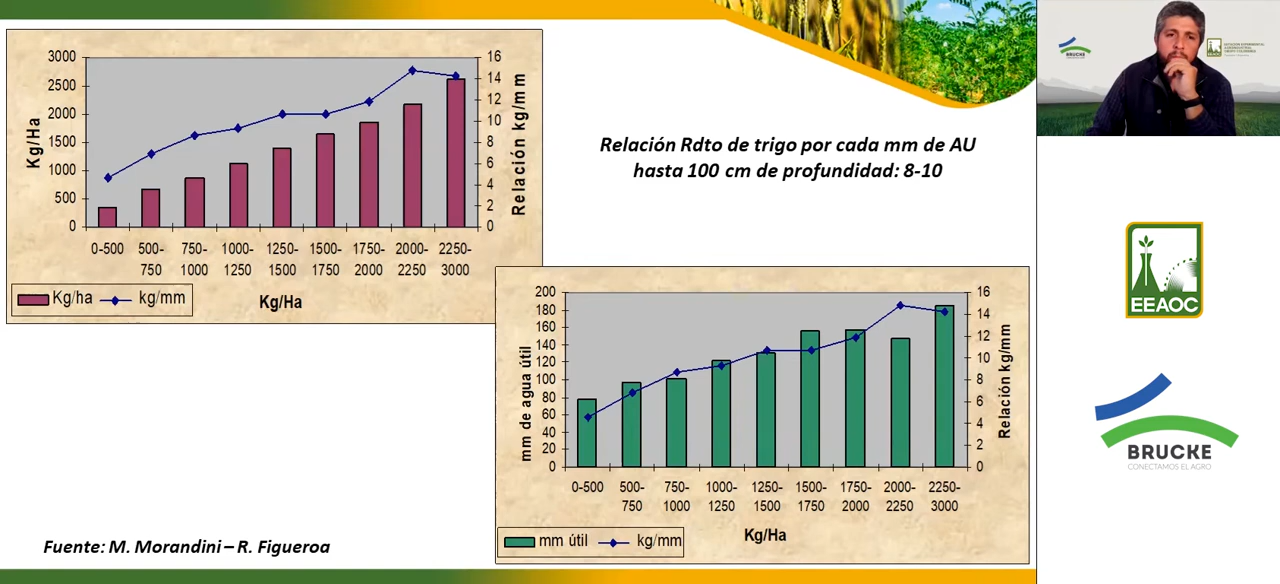 3000
2500
2000
1500
1000
500
0
Kg/Ha
16
14
12
10
8
6
4
2
0
Relación kg/mm
0-500 500-750 750-1000 1000-1250 1250-1500 1500-1750 1750-2000 2000-2250 2250-3000
Kg/ha kg/mm
Kg/Ha
Relación Rdto de trigo por cada mm de AU
hasta 100 cm de profundidad: 8-10
200
180
160
140
120
100
80
60
40
20
0
mm de agua útil
16
14
12
10
8
6
4
2
0
Relación kg/mm
0-500 500-750 750-1000 1000-1250 1250-1500 1500-1750 1750-2000 2000-2250 2250-3000
mm útil kg/mm
Kg/Ha
Fuente: M. Morandini – R. Figueroa
BRUCKE
EEAOC
BRUCKE
CONECTAMOS EL AGRO